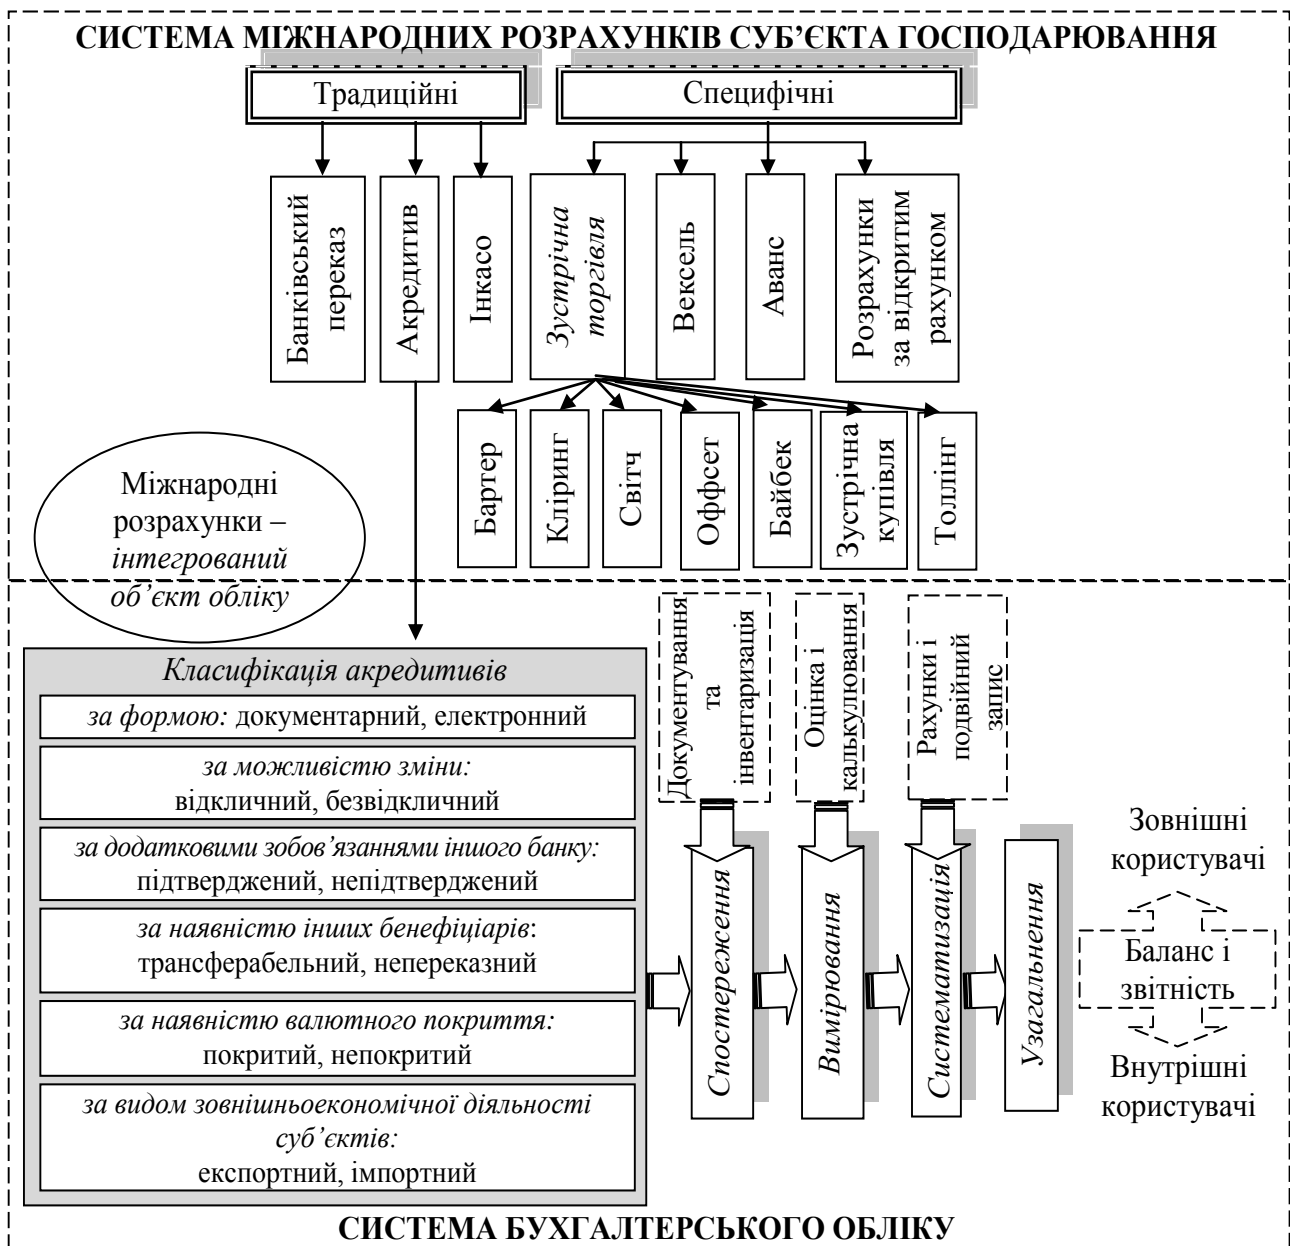 СИСТЕМА МІЖНАРОДНИХ РОЗРАХУНКІВ СУБ’ЄКТА ГОСПОДАРЮВАННЯ
Традиційні
Специфічні
Банківський
переказ
Акредитив
Інкасо
Зустрічна
торгівля
Вексель
Аванс
Розрахунки
за відкритим
рахунком
Бартер
Кліринг
Світч
Оффсет
Байбек
Зустрічна
купівля
Толлінг
Міжнародні
розрахунки –
інтегрований
об’єкт обліку
Класифікація акредитивів
за формою: документарний, електронний
за можливістю зміни:
відкличний, безвідкличний
за додатковими зобов’язаннями іншого банку:
підтверджений, непідтверджений
за наявністю інших бенефіціарів:
трансферабельний, непереказний
за наявністю валютного покриття:
покритий, непокритий
за видом зовнішньоекономічної діяльності
суб’єктів:
експортний, імпортний
Документування
та
інвентаризація
Оцінка і
калькулювання
Рахунки і
подвійний
запис
Спостереження
Вимірювання
Систематизація
Узагальнення
Зовнішні
користувачі
Баланс і
звітність
Внутрішні
користувачі
СИСТЕМА БУХГАЛТЕРСЬКОГО ОБЛІКУ